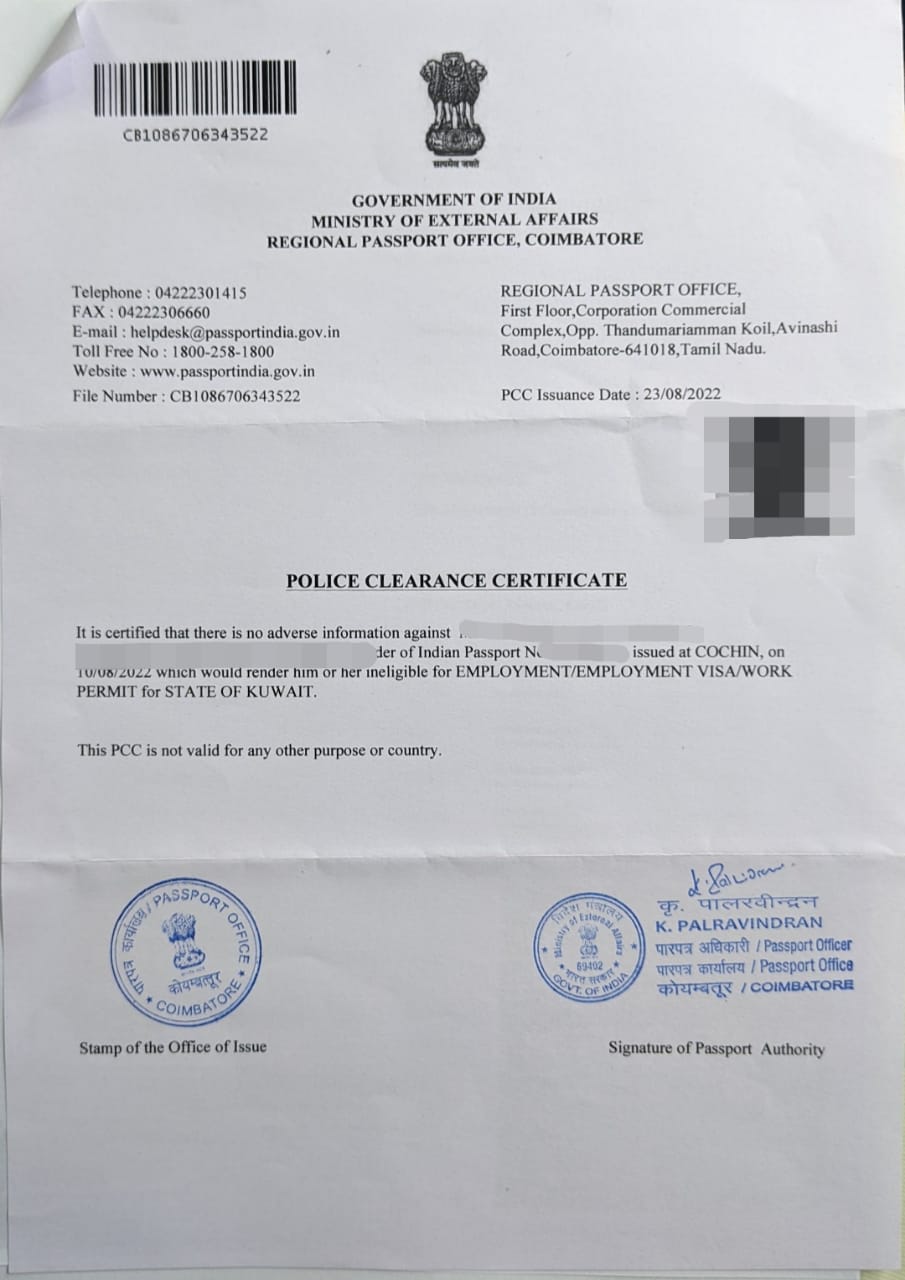 CB1086706343522
सत्यमेव जयते
GOVERNMENT OF INDIA
MINISTRY OF EXTERNAL AFFAIRS
REGIONAL PASSPORT OFFICE, COIMBATORE
Telephone : 04222301415
FAX : 04222306660
E-mail : helpdesk@passportindia.gov.in
Toll Free No : 1800-258-1800
Website : www.passportindia.gov.in
File Number : CB1086706343522
REGIONAL PASSPORT OFFICE,
First Floor,Corporation Commercial
Complex,Opp. Thandumariamman Koil,Avinashi
Road,Coimbatore-641018,Tamil Nadu.
PCC Issuance Date : 23/08/2022
POLICE CLEARANCE CERTIFICATE
It is certified that there is no adverse information against
der of Indian Passport issued at COCHIN, on
10/08/2022 which would render him or her ineligible for EMPLOYMENT/EMPLOYMENT VISA/WORK
PERMIT for STATE OF KUWAIT.
This PCC is not valid for any other purpose or country.
पारपत्र कार्यालय / PASSPORT OFFICE
कोयम्बत्तूर
★ COIMBATORE ★
Stamp of the Office of Issue
विदेश मंत्रालय
Ministry of External Affairs
69402
भारत सरकार
GOVT. OF INDIA
कृ. पालरवीन्द्रन
K. PALRAVINDRAN
पारपत्र अधिकारी / Passport Officer
पारपत्र कार्यालय / Passport Office
कोयम्बतूर / COIMBATORE
Signature of Passport Authority